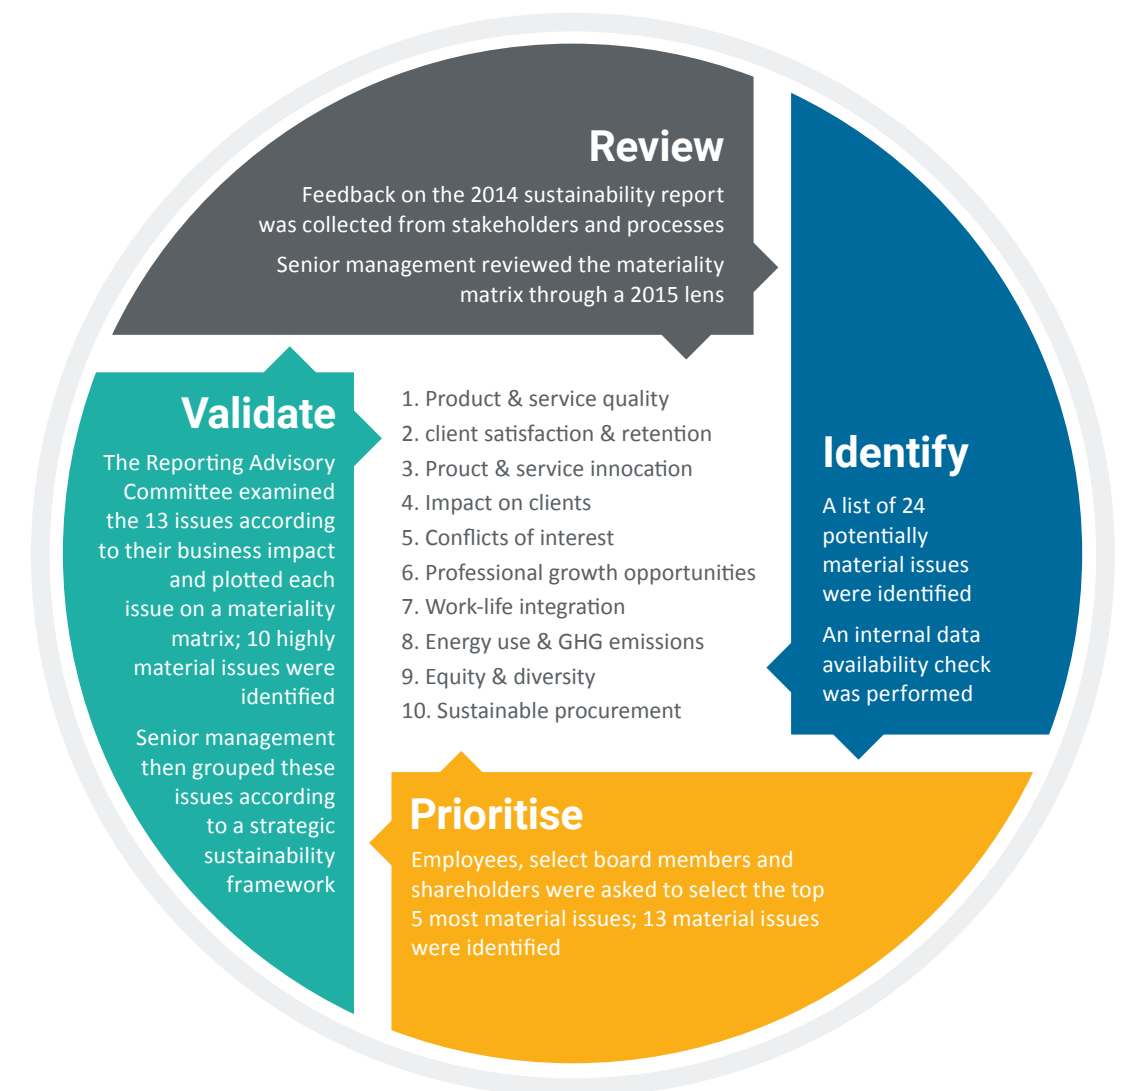 Review
Feedback on the 2014 sustainability report
was collected from stakeholders and processes
Senior management reviewed the materiality
matrix through a 2015 lens
Identify
A list of 24
potentially
material issues
were identified
An internal data
availability check
was performed
Prioritise
Employees, select board members and
shareholders were asked to select the top
5 most material issues; 13 material issues
were identified
Validate
The Reporting Advisory
Committee examined
the 13 issues according
to their business impact
and plotted each
issue on a materiality
matrix; 10 highly
material issues were
identified
Senior management
then grouped these
issues according
to a strategic
sustainability
framework
1. Product & service quality
2. client satisfaction & retention
3. Prouct & service innocation
4. Impact on clients
5. Conflicts of interest
6. Professional growth opportunities
7. Work-life integration
8. Energy use & GHG emissions
9. Equity & diversity
10. Sustainable procurement